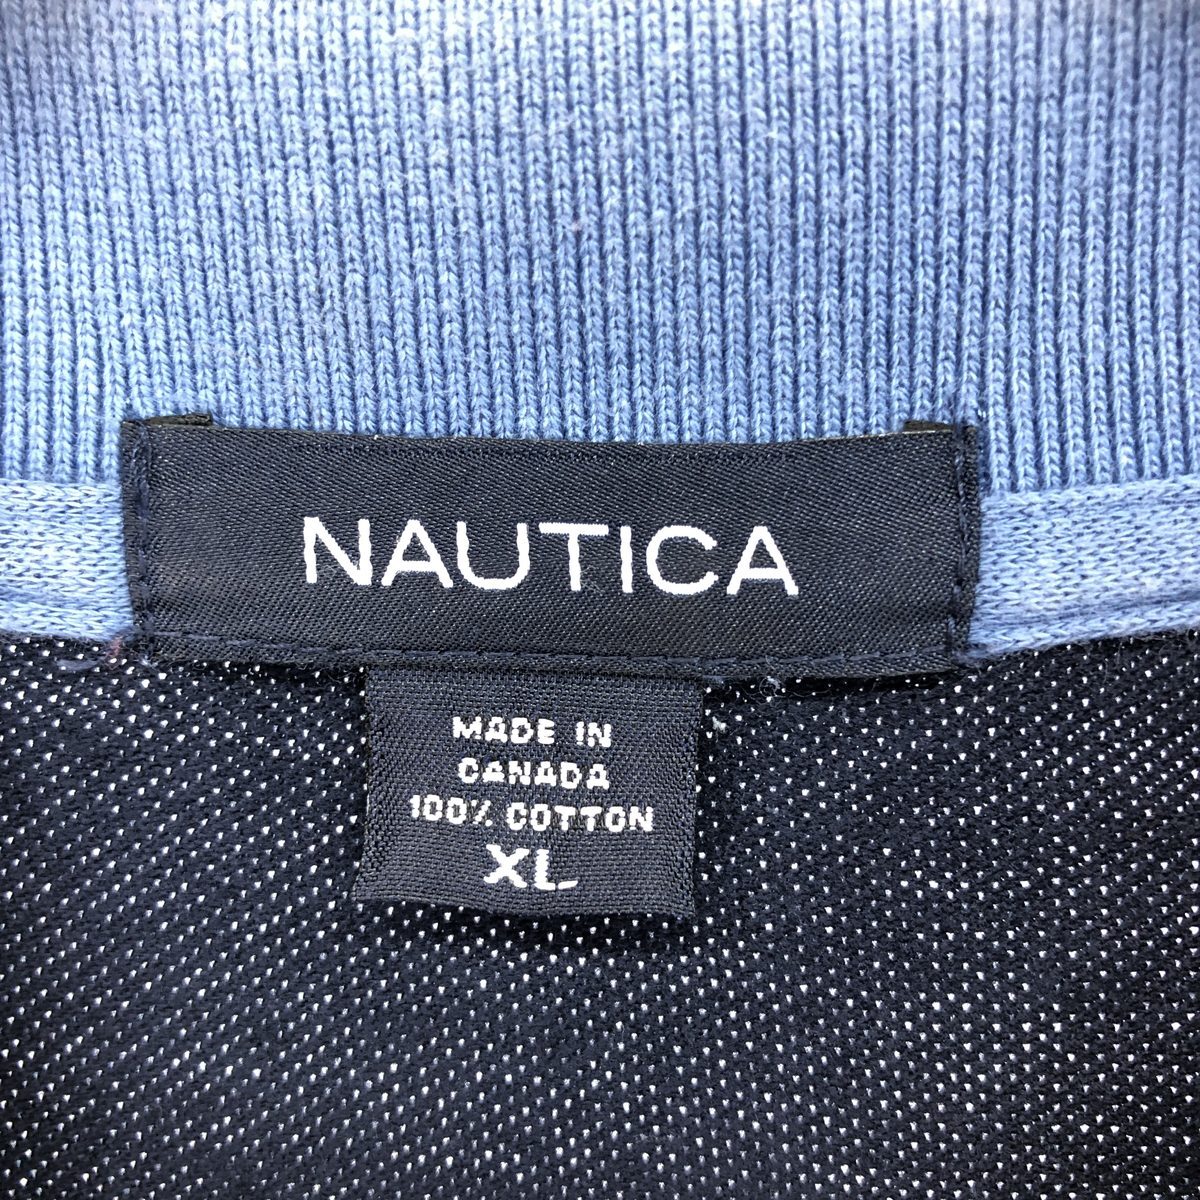 NAUTICA
MADE IN
CANADA
100% COTTON
XL